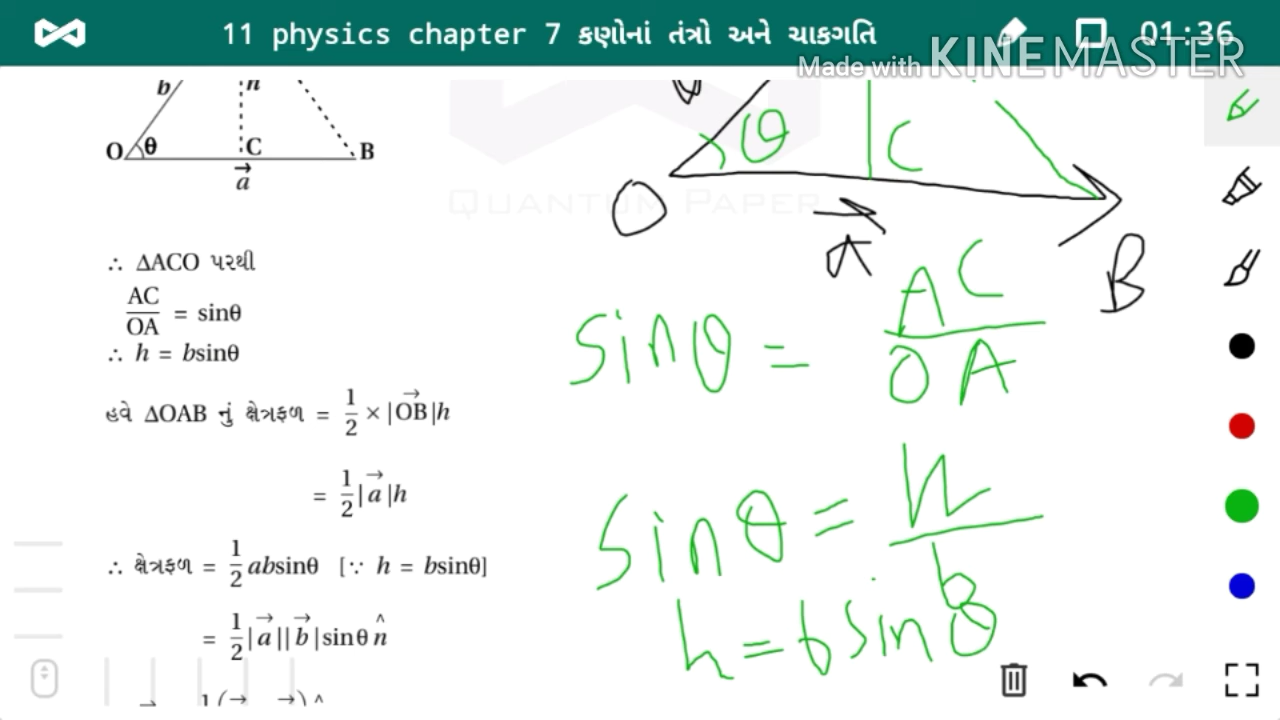 11 physics chapter 7 કણોનાં તંત્રો અને ચાકગતિ
01:36
Made with KINEMASTER
b h
O θ C B
a
QUANTUM PAPER
∴ ΔACO પરથી
AC/OA = sinθ
∴ h = bsinθ
હવે ΔOAB નું ક્ષેત્રફળ = 1/2 × |OB→|h
= 1/2|a→|h
∴ ક્ષેત્રફળ = 1/2 absinθ [∵ h = bsinθ]
= 1/2|a→||b→|sinθ n̂
θ C
O a B
sinθ = AC/OA
sinθ = h/b
h = bsinθ